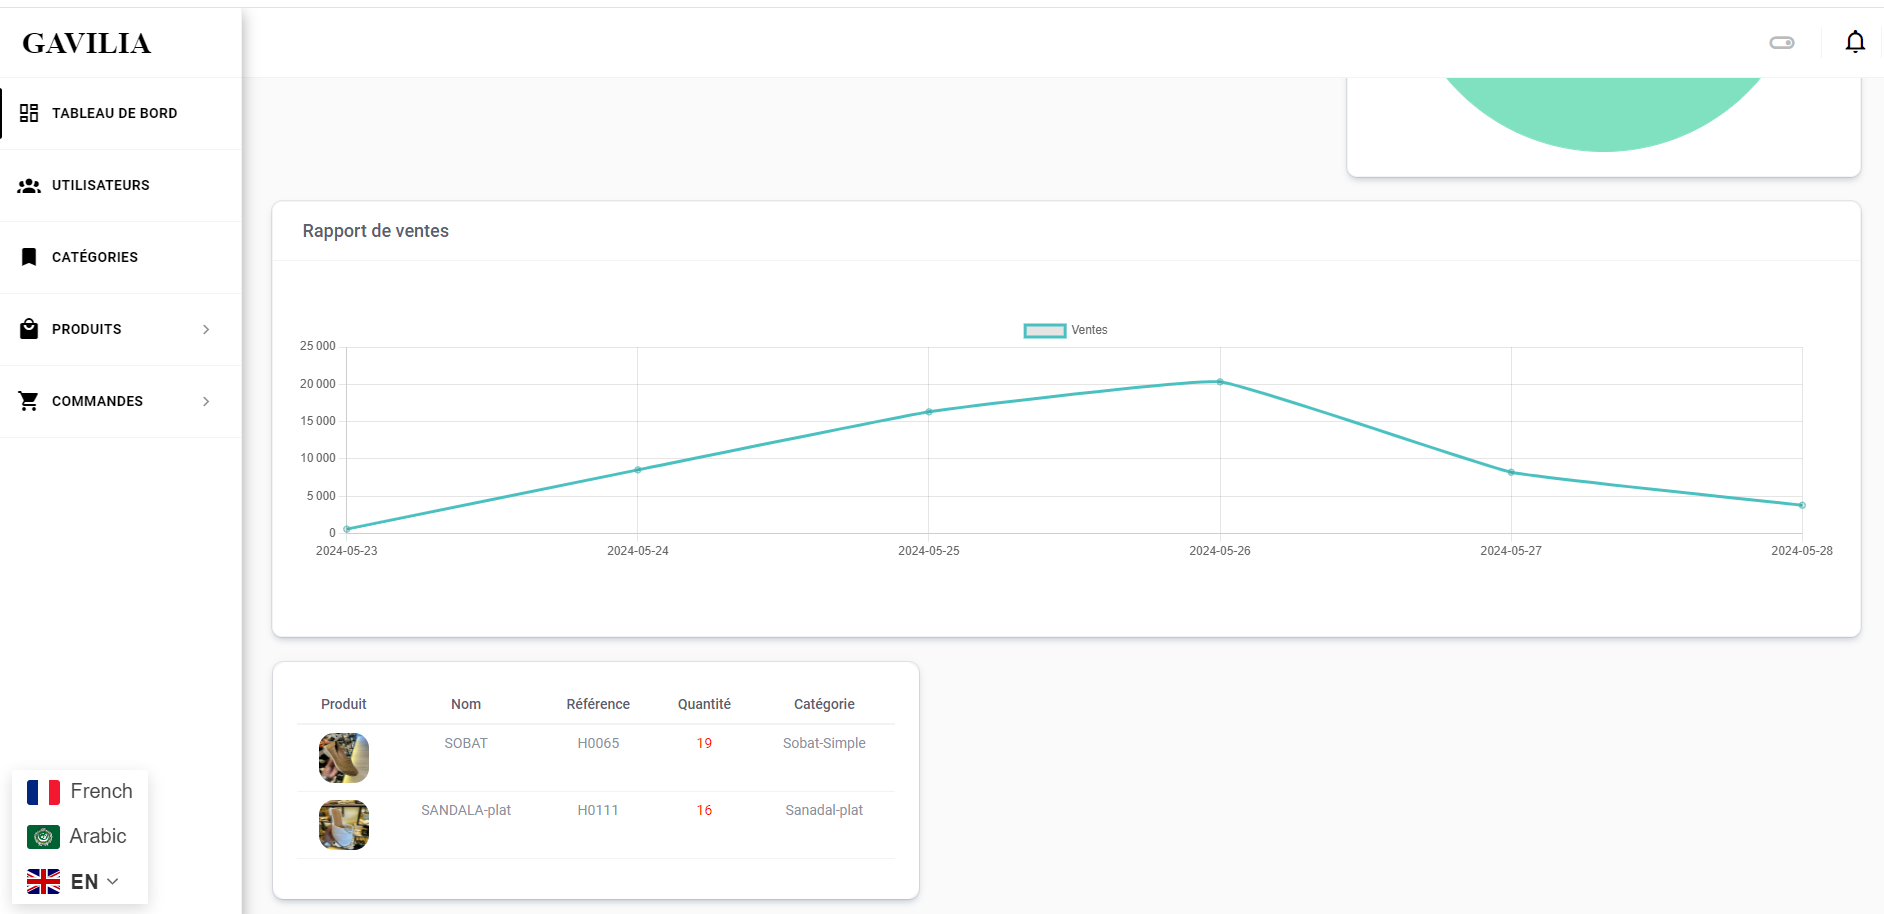 GAVILIA
TABLEAU DE BORD
UTILISATEURS
CATÉGORIES
PRODUITS
COMMANDES
Rapport de ventes
Ventes
25 000
20 000
15 000
10 000
5 000
0
2024-05-23 2024-05-24 2024-05-25 2024-05-26 2024-05-27 2024-05-28
Produit Nom Référence Quantité Catégorie
SOBAT H0065 19 Sobat-Simple
SANDALA-plat H0111 16 Sanadal-plat
French
Arabic
EN